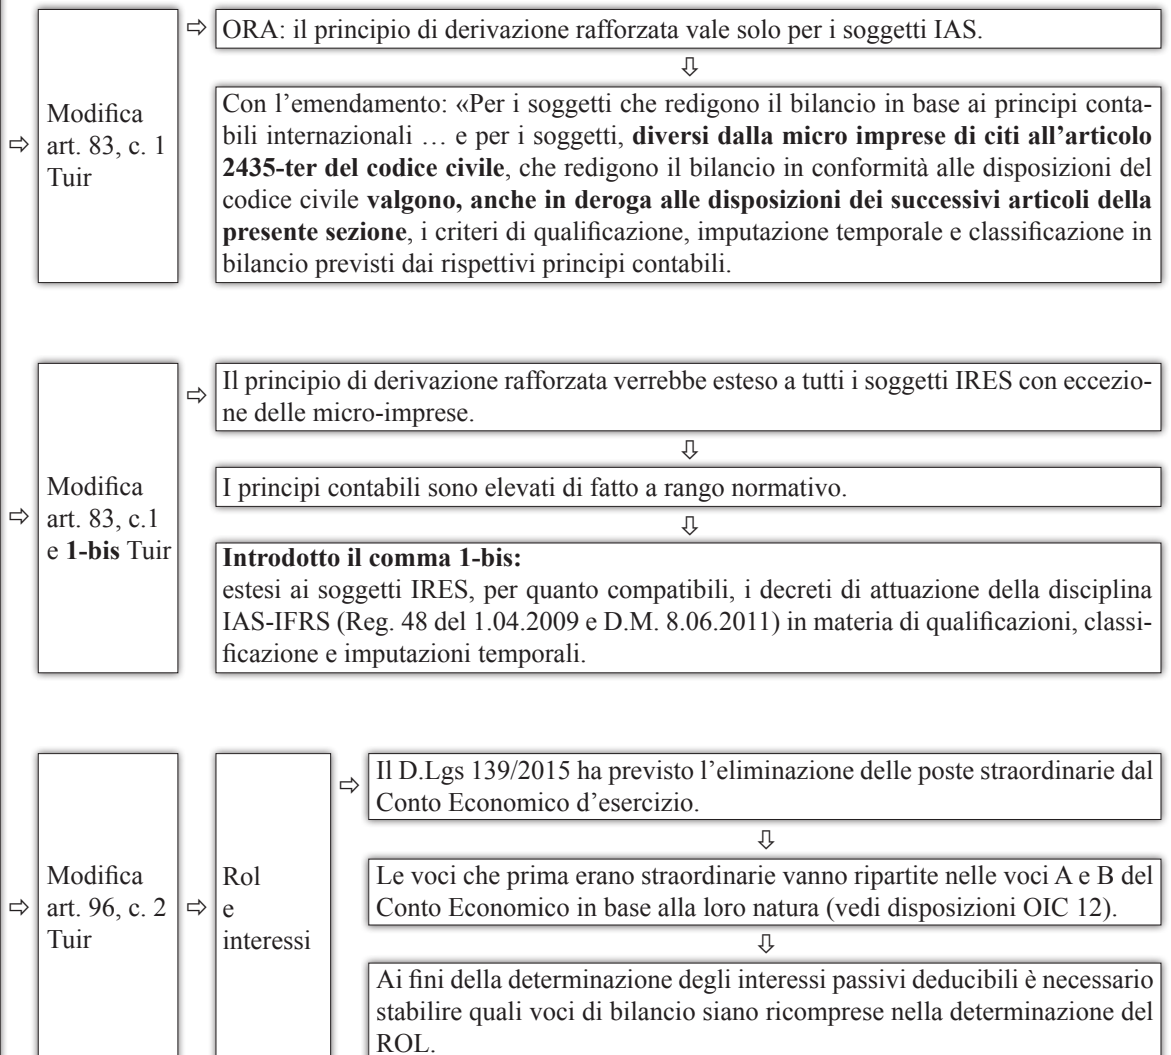 Modifica
art. 83, c. 1
Tuir
ORA: il principio di derivazione rafforzata vale solo per i soggetti IAS.
Con l’emendamento: «Per i soggetti che redigono il bilancio in base ai principi conta-
bili internazionali … e per i soggetti, diversi dalla micro imprese di citi all’articolo
2435-ter del codice civile, che redigono il bilancio in conformità alle disposizioni del
codice civile valgono, anche in deroga alle disposizioni dei successivi articoli della
presente sezione, i criteri di qualificazione, imputazione temporale e classificazione in
bilancio previsti dai rispettivi principi contabili.
Modifica
art. 83, c.1
e 1-bis Tuir
Il principio di derivazione rafforzata verrebbe esteso a tutti i soggetti IRES con eccezio-
ne delle micro-imprese.
I principi contabili sono elevati di fatto a rango normativo.
Introdotto il comma 1-bis:
estesi ai soggetti IRES, per quanto compatibili, i decreti di attuazione della disciplina
IAS-IFRS (Reg. 48 del 1.04.2009 e D.M. 8.06.2011) in materia di qualificazioni, classi-
ficazione e imputazioni temporali.
Modifica
art. 96, c. 2
Tuir
Rol
e
interessi
Il D.Lgs 139/2015 ha previsto l’eliminazione delle poste straordinarie dal
Conto Economico d’esercizio.
Le voci che prima erano straordinarie vanno ripartite nelle voci A e B del
Conto Economico in base alla loro natura (vedi disposizioni OIC 12).
Ai fini della determinazione degli interessi passivi deducibili è necessario
stabilire quali voci di bilancio siano ricomprese nella determinazione del
ROL.